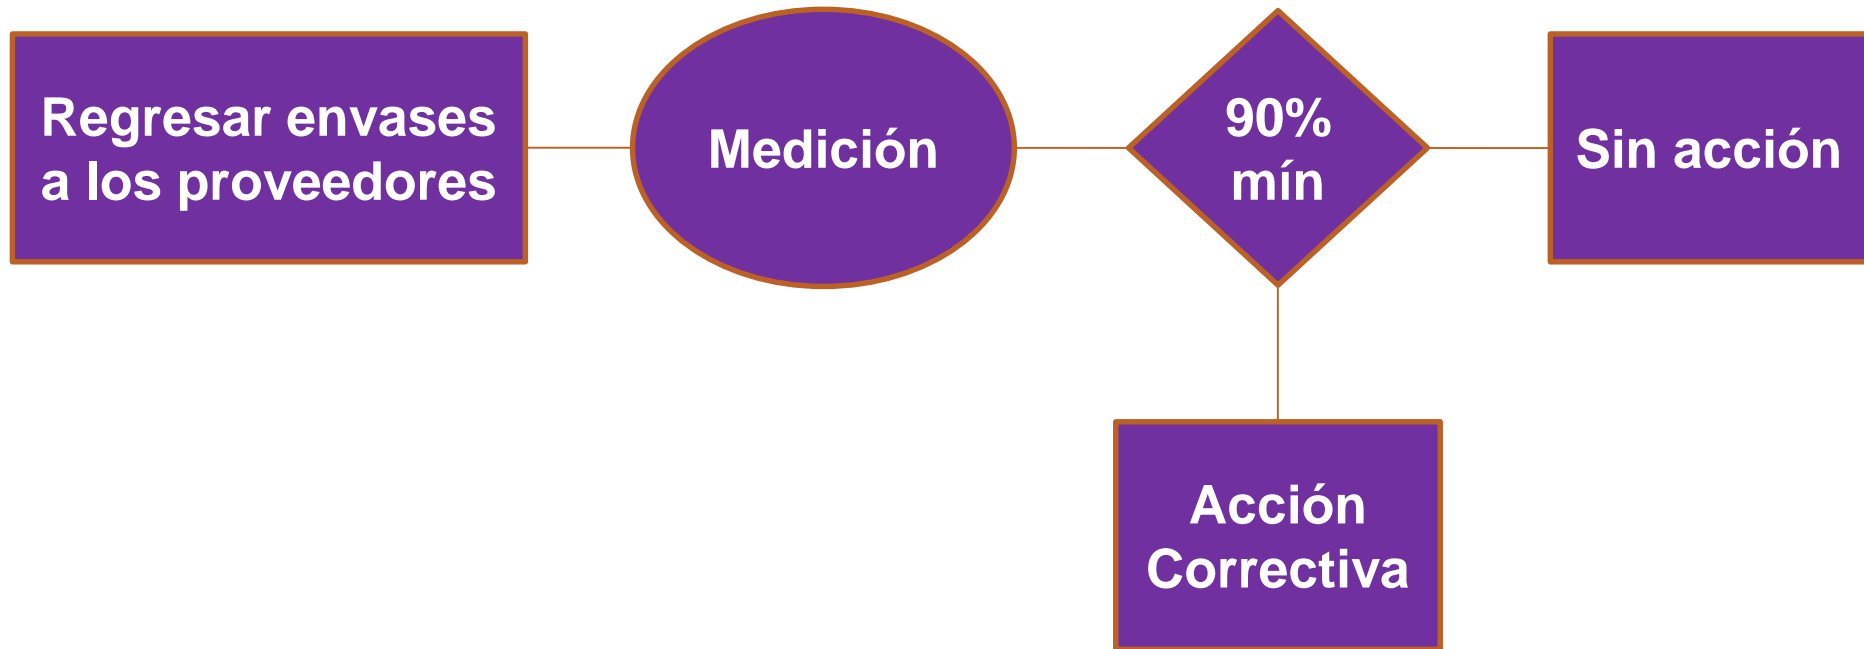 Regresar envases
a los proveedores
Medición
90%
mín
Sin acción
Acción
Correctiva